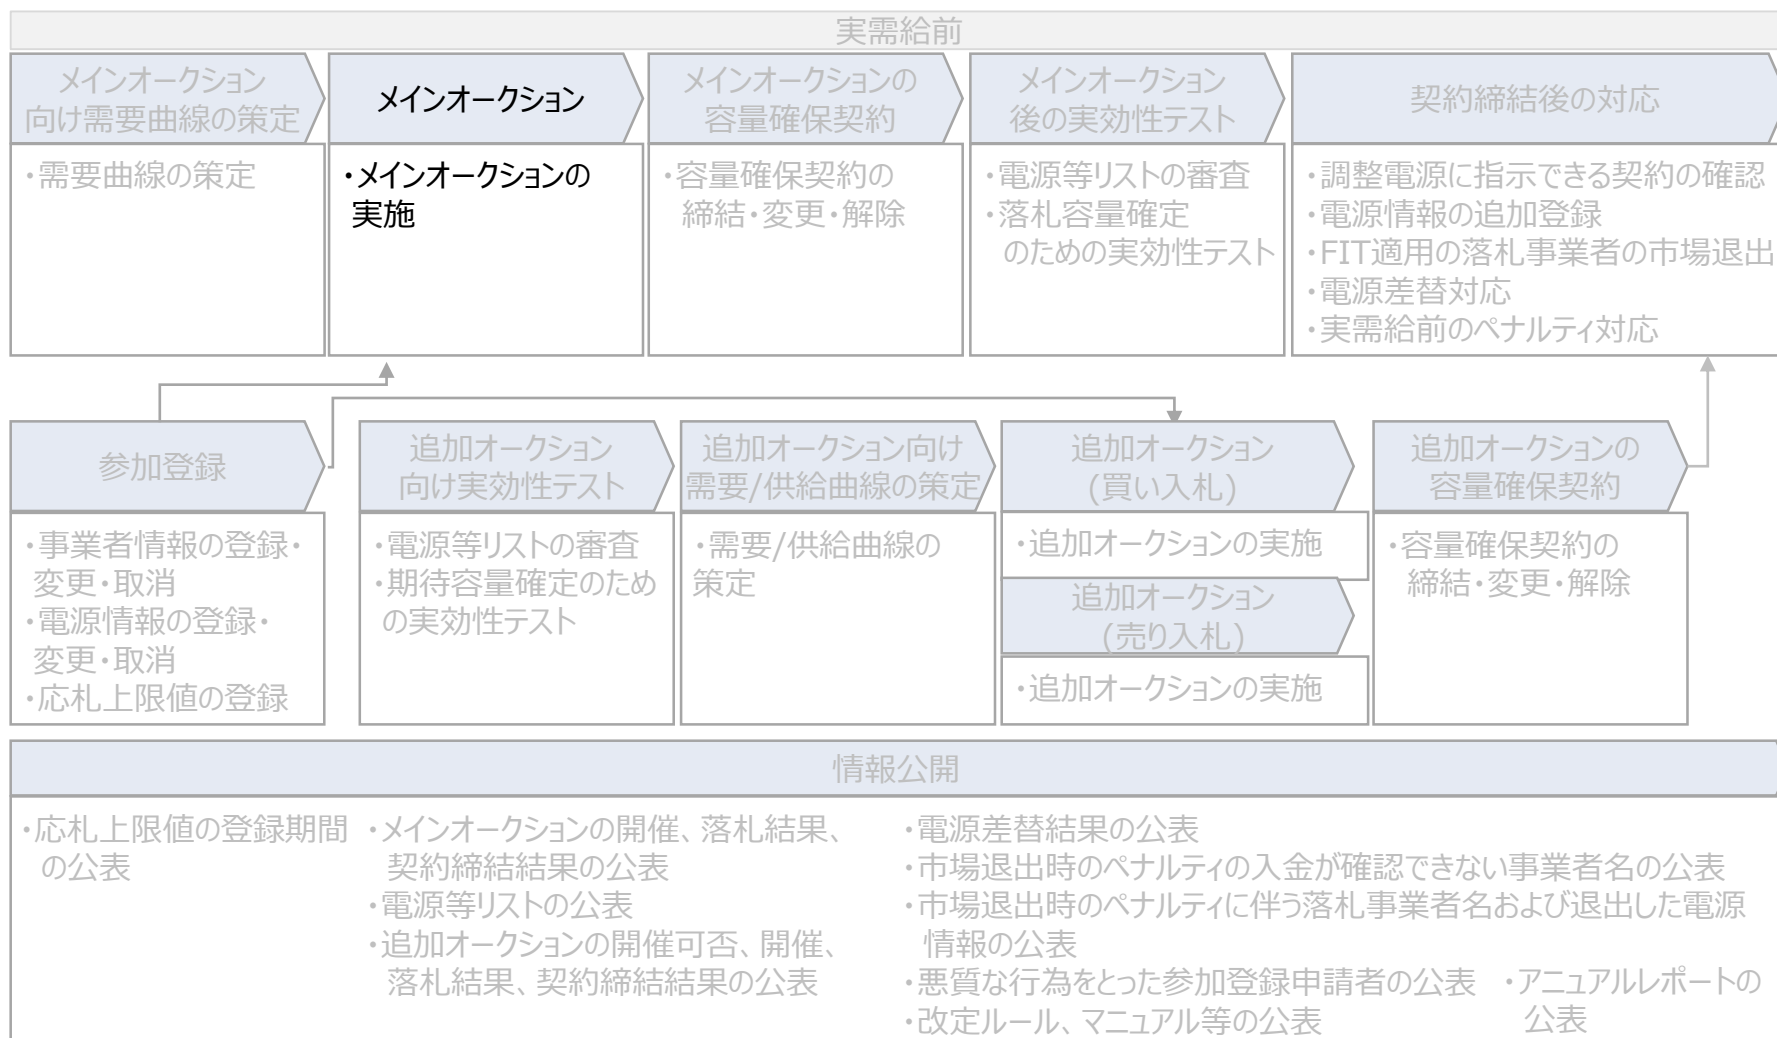 実需給前
メインオークション
向け需要曲線の策定
メインオークション
メインオークションの
容量確保契約
メインオークション
後の実効性テスト
契約締結後の対応
・需要曲線の策定
・メインオークションの
実施
・容量確保契約の
締結・変更・解除
・電源等リストの審査
・落札容量確定
のための実効性テスト
・調整電源に指示できる契約の確認
・電源情報の追加登録
・FIT適用の落札事業者の市場退出
・電源差替対応
・実需給前のペナルティ対応
参加登録
追加オークション
向け実効性テスト
追加オークション向け
需要/供給曲線の策定
追加オークション
(買い入札)
追加オークションの
容量確保契約
・事業者情報の登録・
変更・取消
・電源情報の登録・
変更・取消
・応札上限値の登録
・電源等リストの審査
・期待容量確定のため
の実効性テスト
・需要/供給曲線の
策定
・追加オークションの実施
追加オークション
(売り入札)
・追加オークションの実施
・容量確保契約の
締結・変更・解除
情報公開
・応札上限値の登録期間
の公表
・メインオークションの開催、落札結果、
契約締結結果の公表
・電源等リストの公表
・追加オークションの開催可否、開催、
落札結果、契約締結結果の公表
・電源差替結果の公表
・市場退出時のペナルティの入金が確認できない事業者名の公表
・市場退出時のペナルティに伴う落札事業者名および退出した電源
情報の公表
・悪質な行為をとった参加登録申請者の公表
・改定ルール、マニュアル等の公表
・アニュアルレポートの
公表